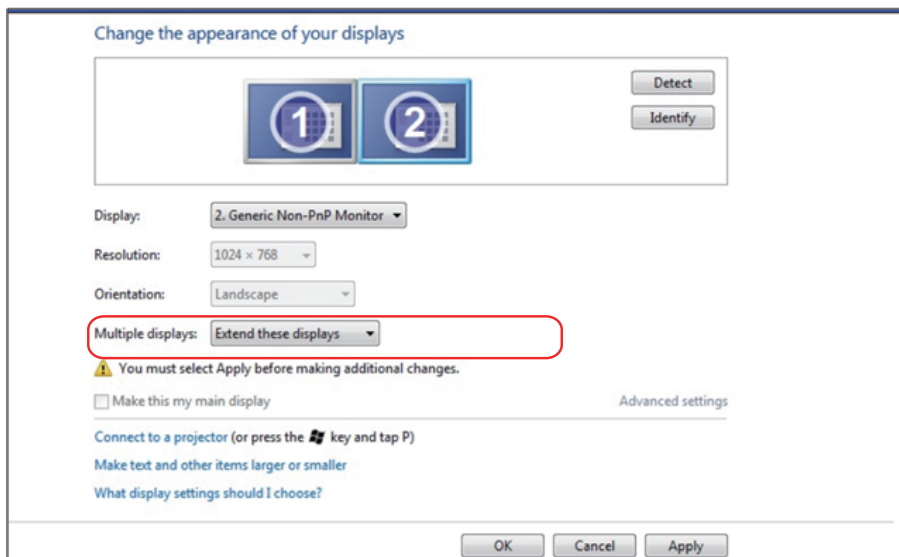 Change the appearance of your displays
1 2
Detect
Identify
Display: 2. Generic Non-PnP Monitor
Resolution: 1024 × 768
Orientation: Landscape
Multiple displays: Extend these displays
You must select Apply before making additional changes.
Make this my main display Advanced settings
Connect to a projector (or press the key and tap P)
Make text and other items larger or smaller
What display settings should I choose?
OK Cancel Apply